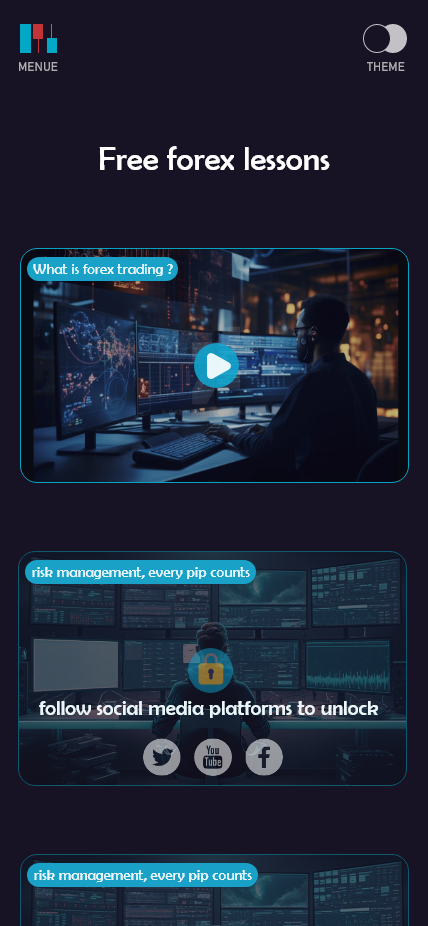 MENUE
THEME
Free forex lessons
What is forex trading ?
risk management, every pip counts
follow social media platforms to unlock
You
Tube
risk management, every pip counts